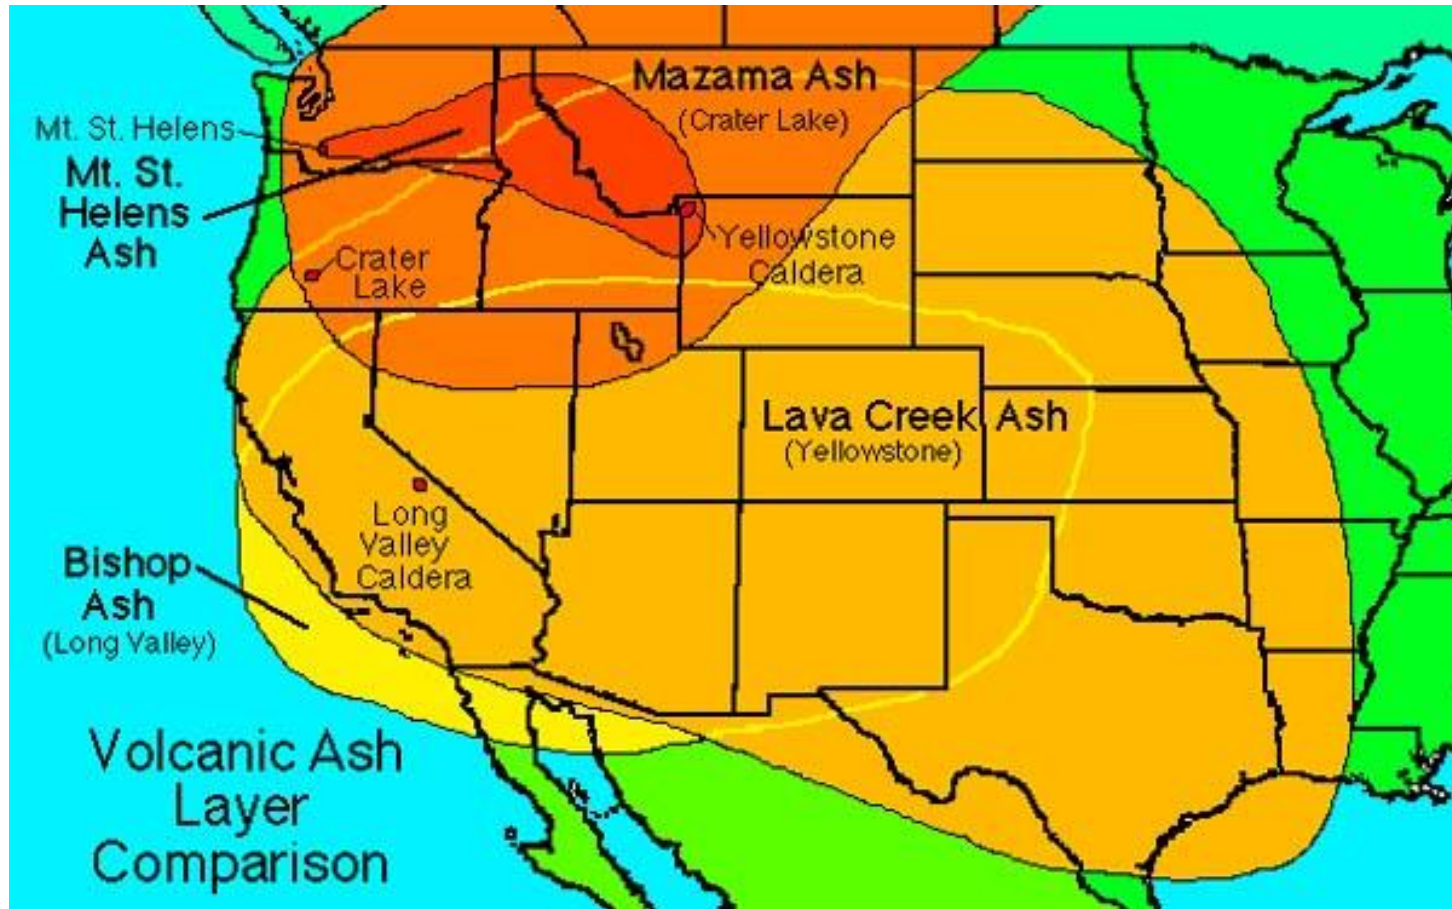 Mazama Ash
(Crater Lake)
Mt. St. Helens
Mt. St.
Helens
Ash
Yellowstone
Caldera
Crater
Lake
Lava Creek Ash
(Yellowstone)
Long
Valley
Caldera
Bishop
Ash
(Long Valley)
Volcanic Ash
Layer
Comparison